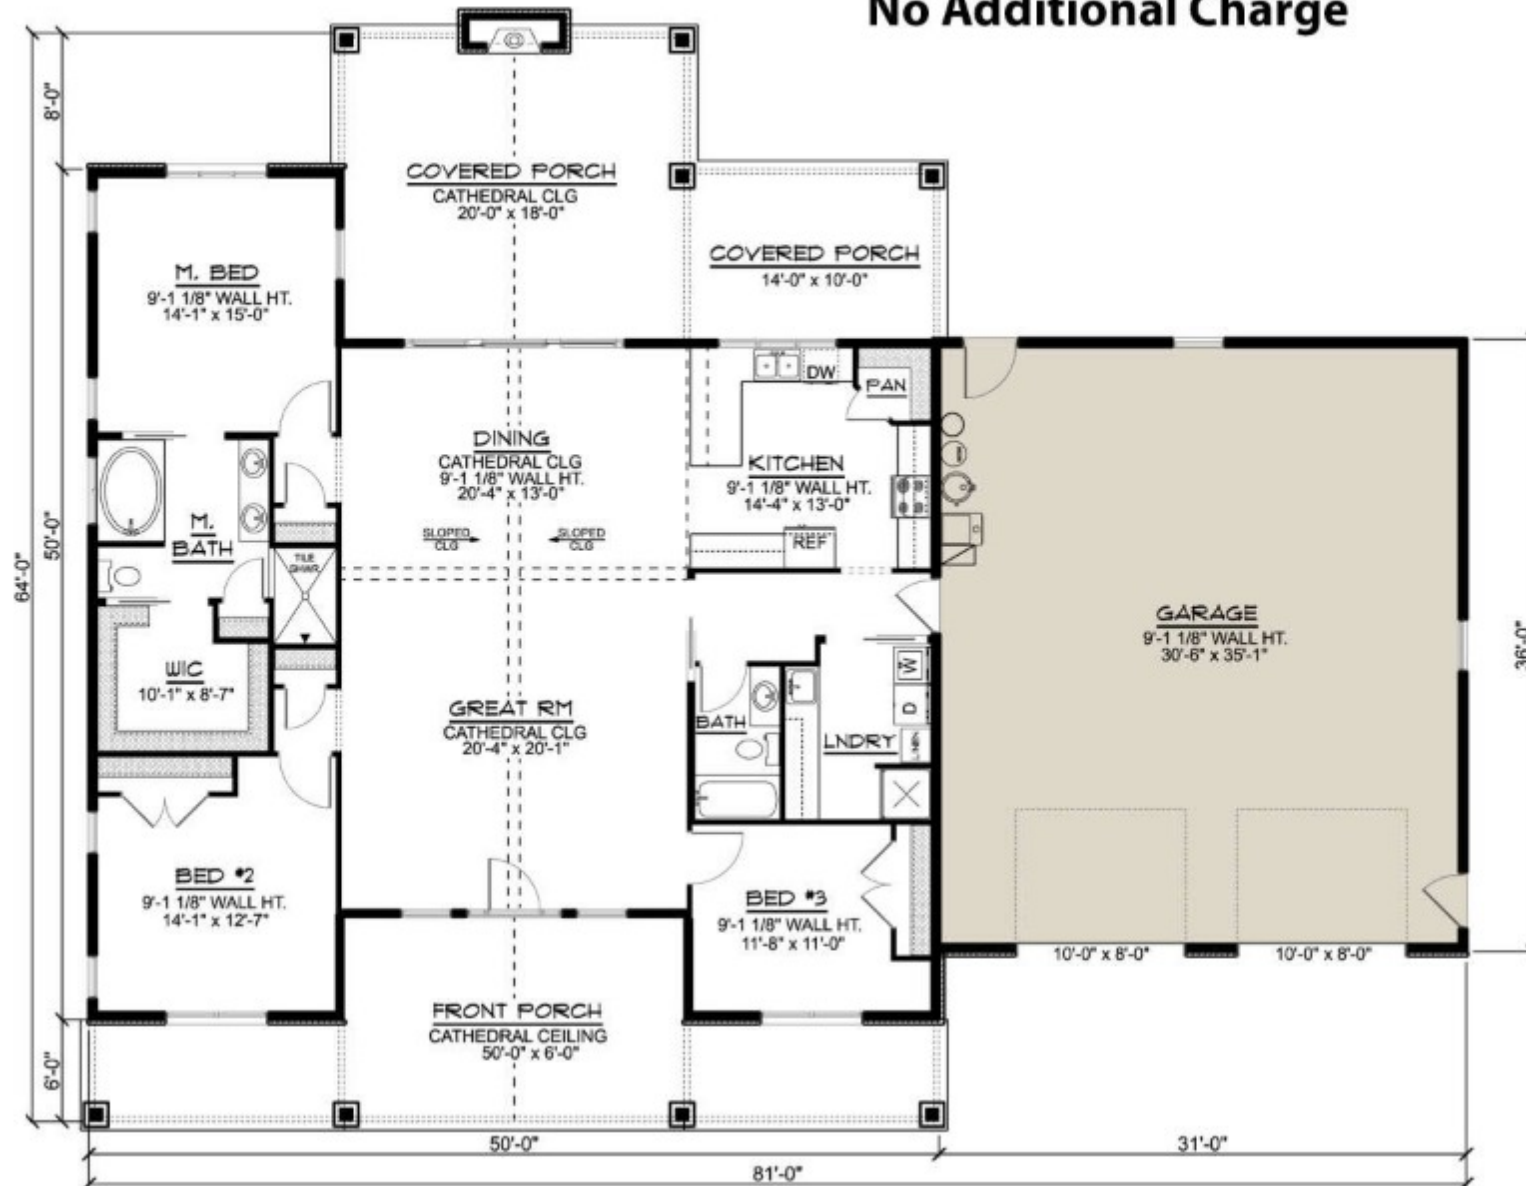 No Additional Charge
8'-0"
COVERED PORCH
CATHEDRAL CLG
20'-0" x 18'-0"
COVERED PORCH
14'-0" x 10'-0"
M. BED
9'-1 1/8" WALL HT.
14'-1" x 15'-0"
DW
PAN
DINING
CATHEDRAL CLG
9'-1 1/8" WALL HT.
20'-4" x 13'-0"
KITCHEN
9'-1 1/8" WALL HT.
14'-4" x 13'-0"
SLOPED
CLG
SLOPED
CLG
REF
M.
BATH
TILE
SHWR
50'-0"
64'-0"
GARAGE
9'-1 1/8" WALL HT.
30'-6" x 35'-1"
36'-0"
WIC
10'-1" x 8'-7"
GREAT RM
CATHEDRAL CLG
20'-4" x 20'-1"
W
D
BATH
LNDRY
LINEN
BED #2
9'-1 1/8" WALL HT.
14'-1" x 12'-7"
BED #3
9'-1 1/8" WALL HT.
11'-8" x 11'-0"
10'-0" x 8'-0"
10'-0" x 8'-0"
FRONT PORCH
CATHEDRAL CEILING
50'-0" x 6'-0"
6'-0"
50'-0"
31'-0"
81'-0"